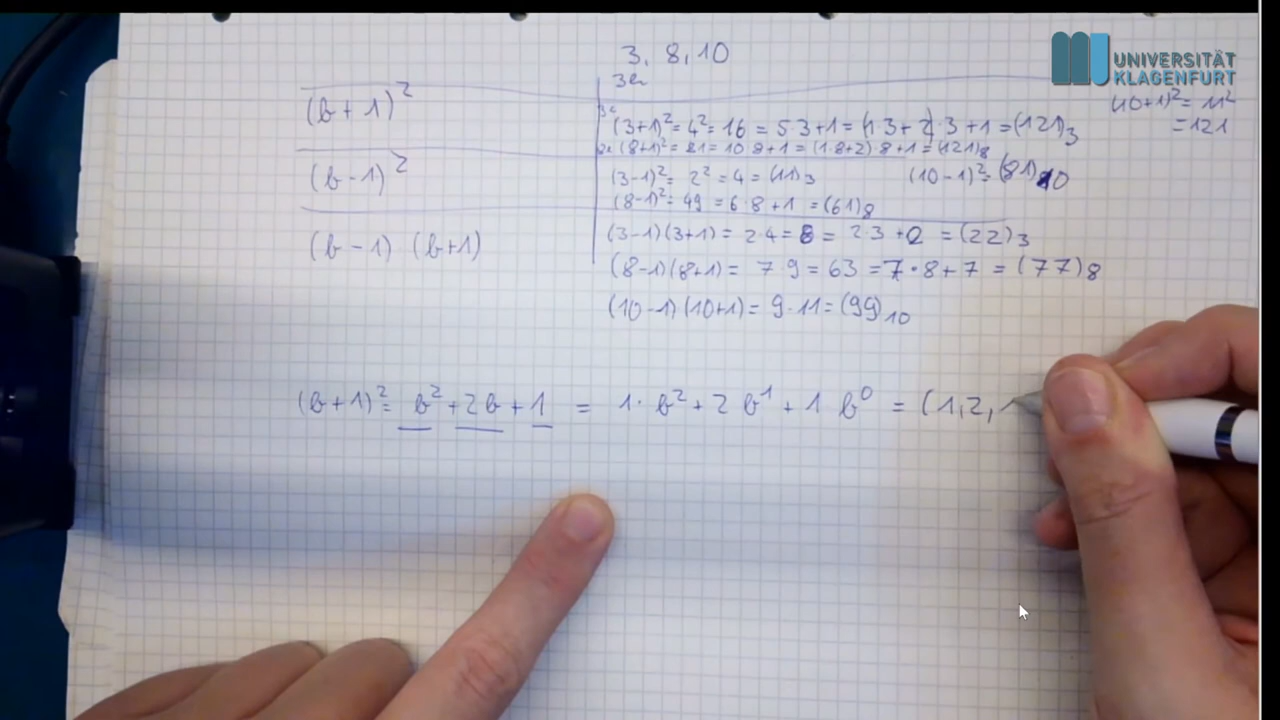 3, 8, 10
UNIVERSITÄT
KLAGENFURT
(b+1)²
(3+1)² = 4² = 16 = 5·3+1 = (1·3+2)·3+1 = (121)₃
(10+1)² = 11²
= 121
(8+1)² = 81 = 10·8+1 = (1·8+2)·8+1 = (121)₈
(b-1)²
(3-1)² = 2² = 4 = (11)₃
(10-1)² = (81)₁₀
(8-1)² = 49 = 6·8+1 = (61)₈
(b-1) (b+1)
(3-1)(3+1) = 2·4 = 8 = 2·3+2 = (22)₃
(8-1)(8+1) = 7·9 = 63 = 7·8+7 = (77)₈
(10-1)(10+1) = 9·11 = (99)₁₀
(b+1)² = b²+2b+1 = 1·b²+2b¹+1b⁰ = (1,2,1